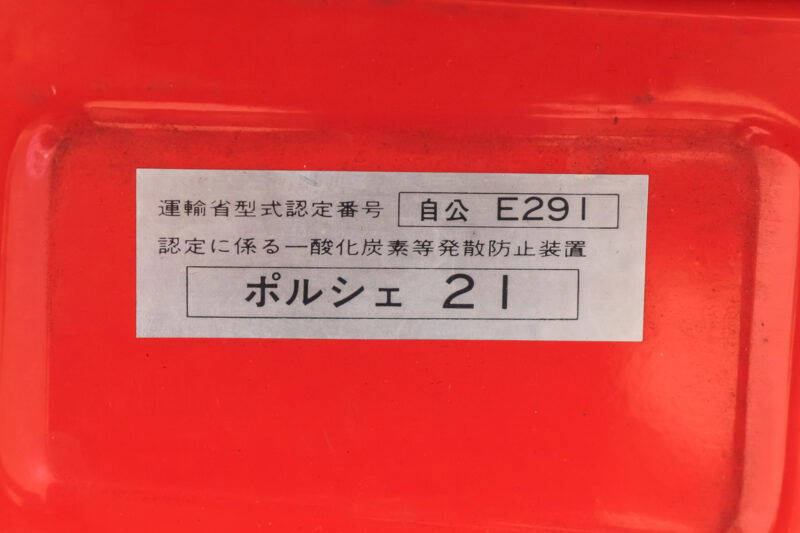 運輸省型式認定番号 自公 E291
認定に係る一酸化炭素等発散防止装置
ポルシェ 21